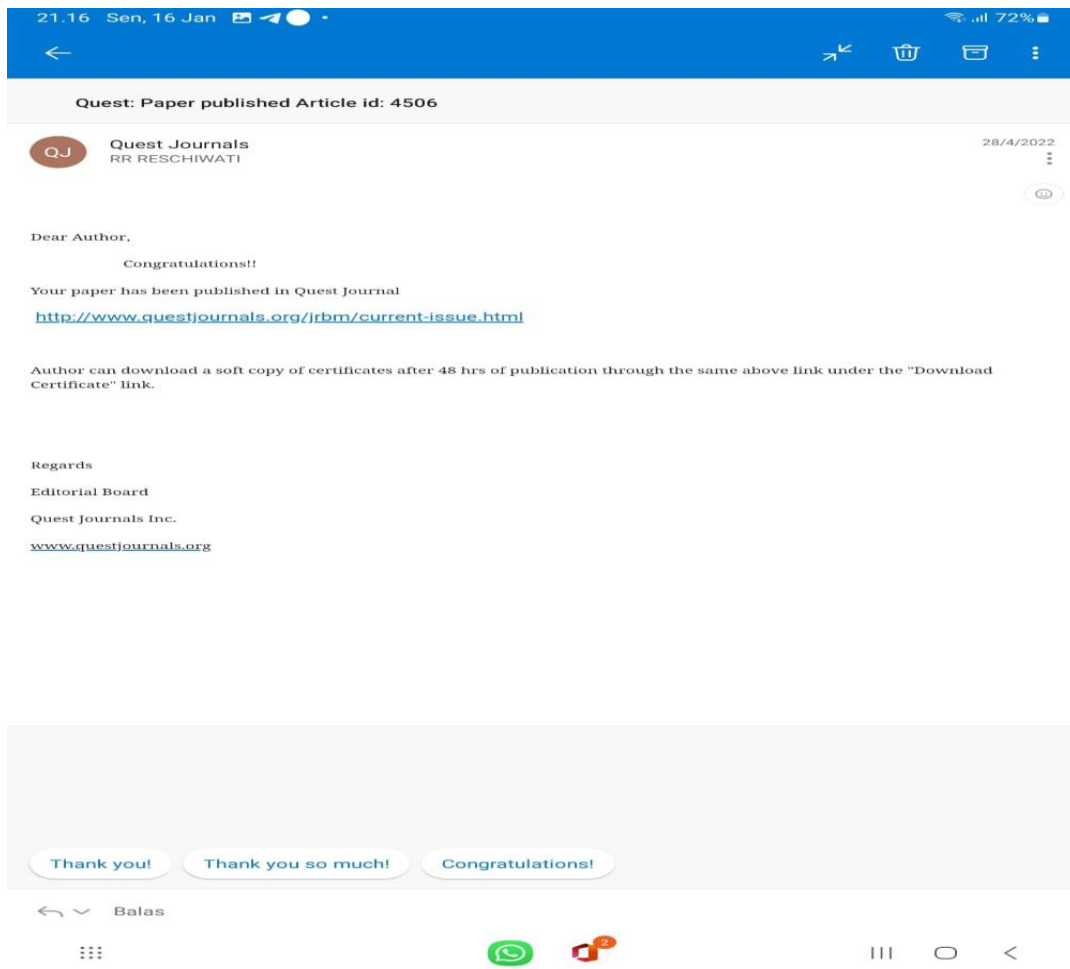 21.16 Sen, 16 Jan
72%
Quest: Paper published Article id: 4506
QJ
Quest Journals
28/4/2022
RR RESCHIWATI
Dear Author,
Congratulations!!
Your paper has been published in Quest Journal
http://www.questjournals.org/jrbm/current-issue.html
Author can download a soft copy of certificates after 48 hrs of publication through the same above link under the "Download
Certificate" link.
Regards
Editorial Board
Quest Journals Inc.
www.questjournals.org
Thank you!
Thank you so much!
Congratulations!
Balas
2